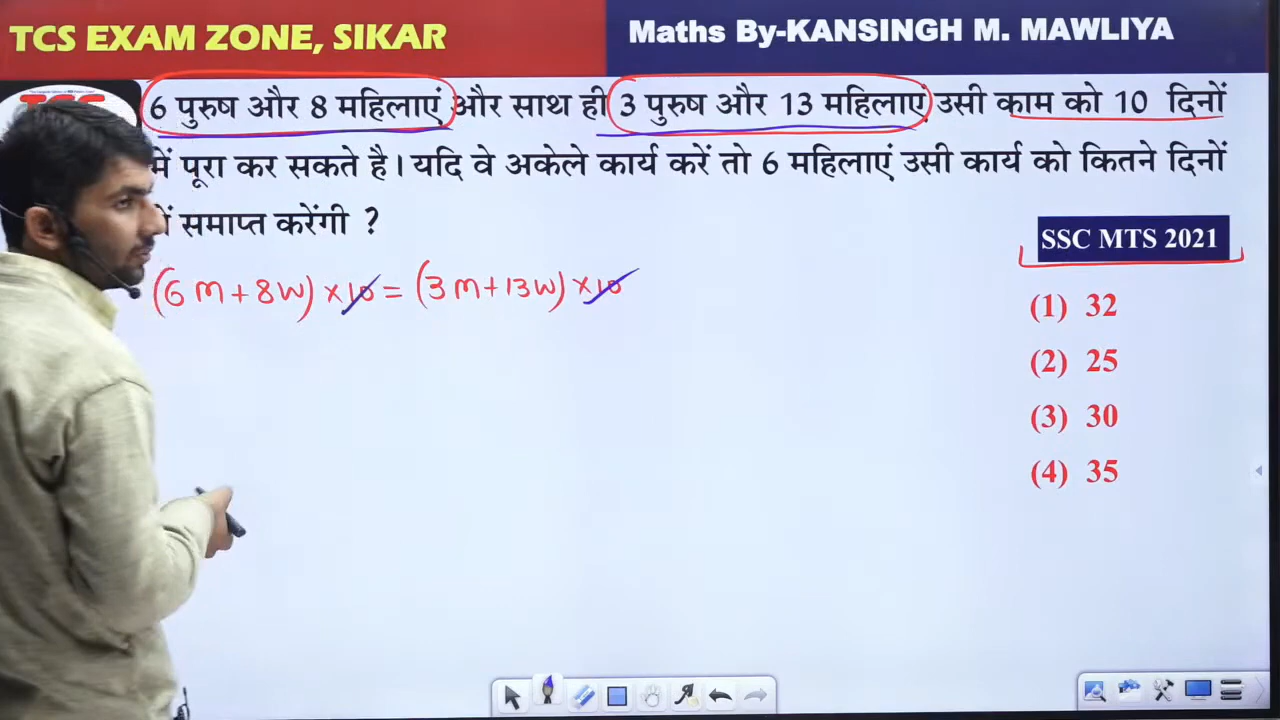 TCS EXAM ZONE, SIKAR
Maths By-KANSINGH M. MAWLIYA
6 पुरुष और 8 महिलाएं और साथ ही 3 पुरुष और 13 महिलाएं उसी काम को 10 दिनों
में पूरा कर सकते है। यदि वे अकेले कार्य करें तो 6 महिलाएं उसी कार्य को कितने दिनों
में समाप्त करेंगी ?
SSC MTS 2021
(6M+8W) ×10 = (3M+13W) ×10
(1) 32
(2) 25
(3) 30
(4) 35